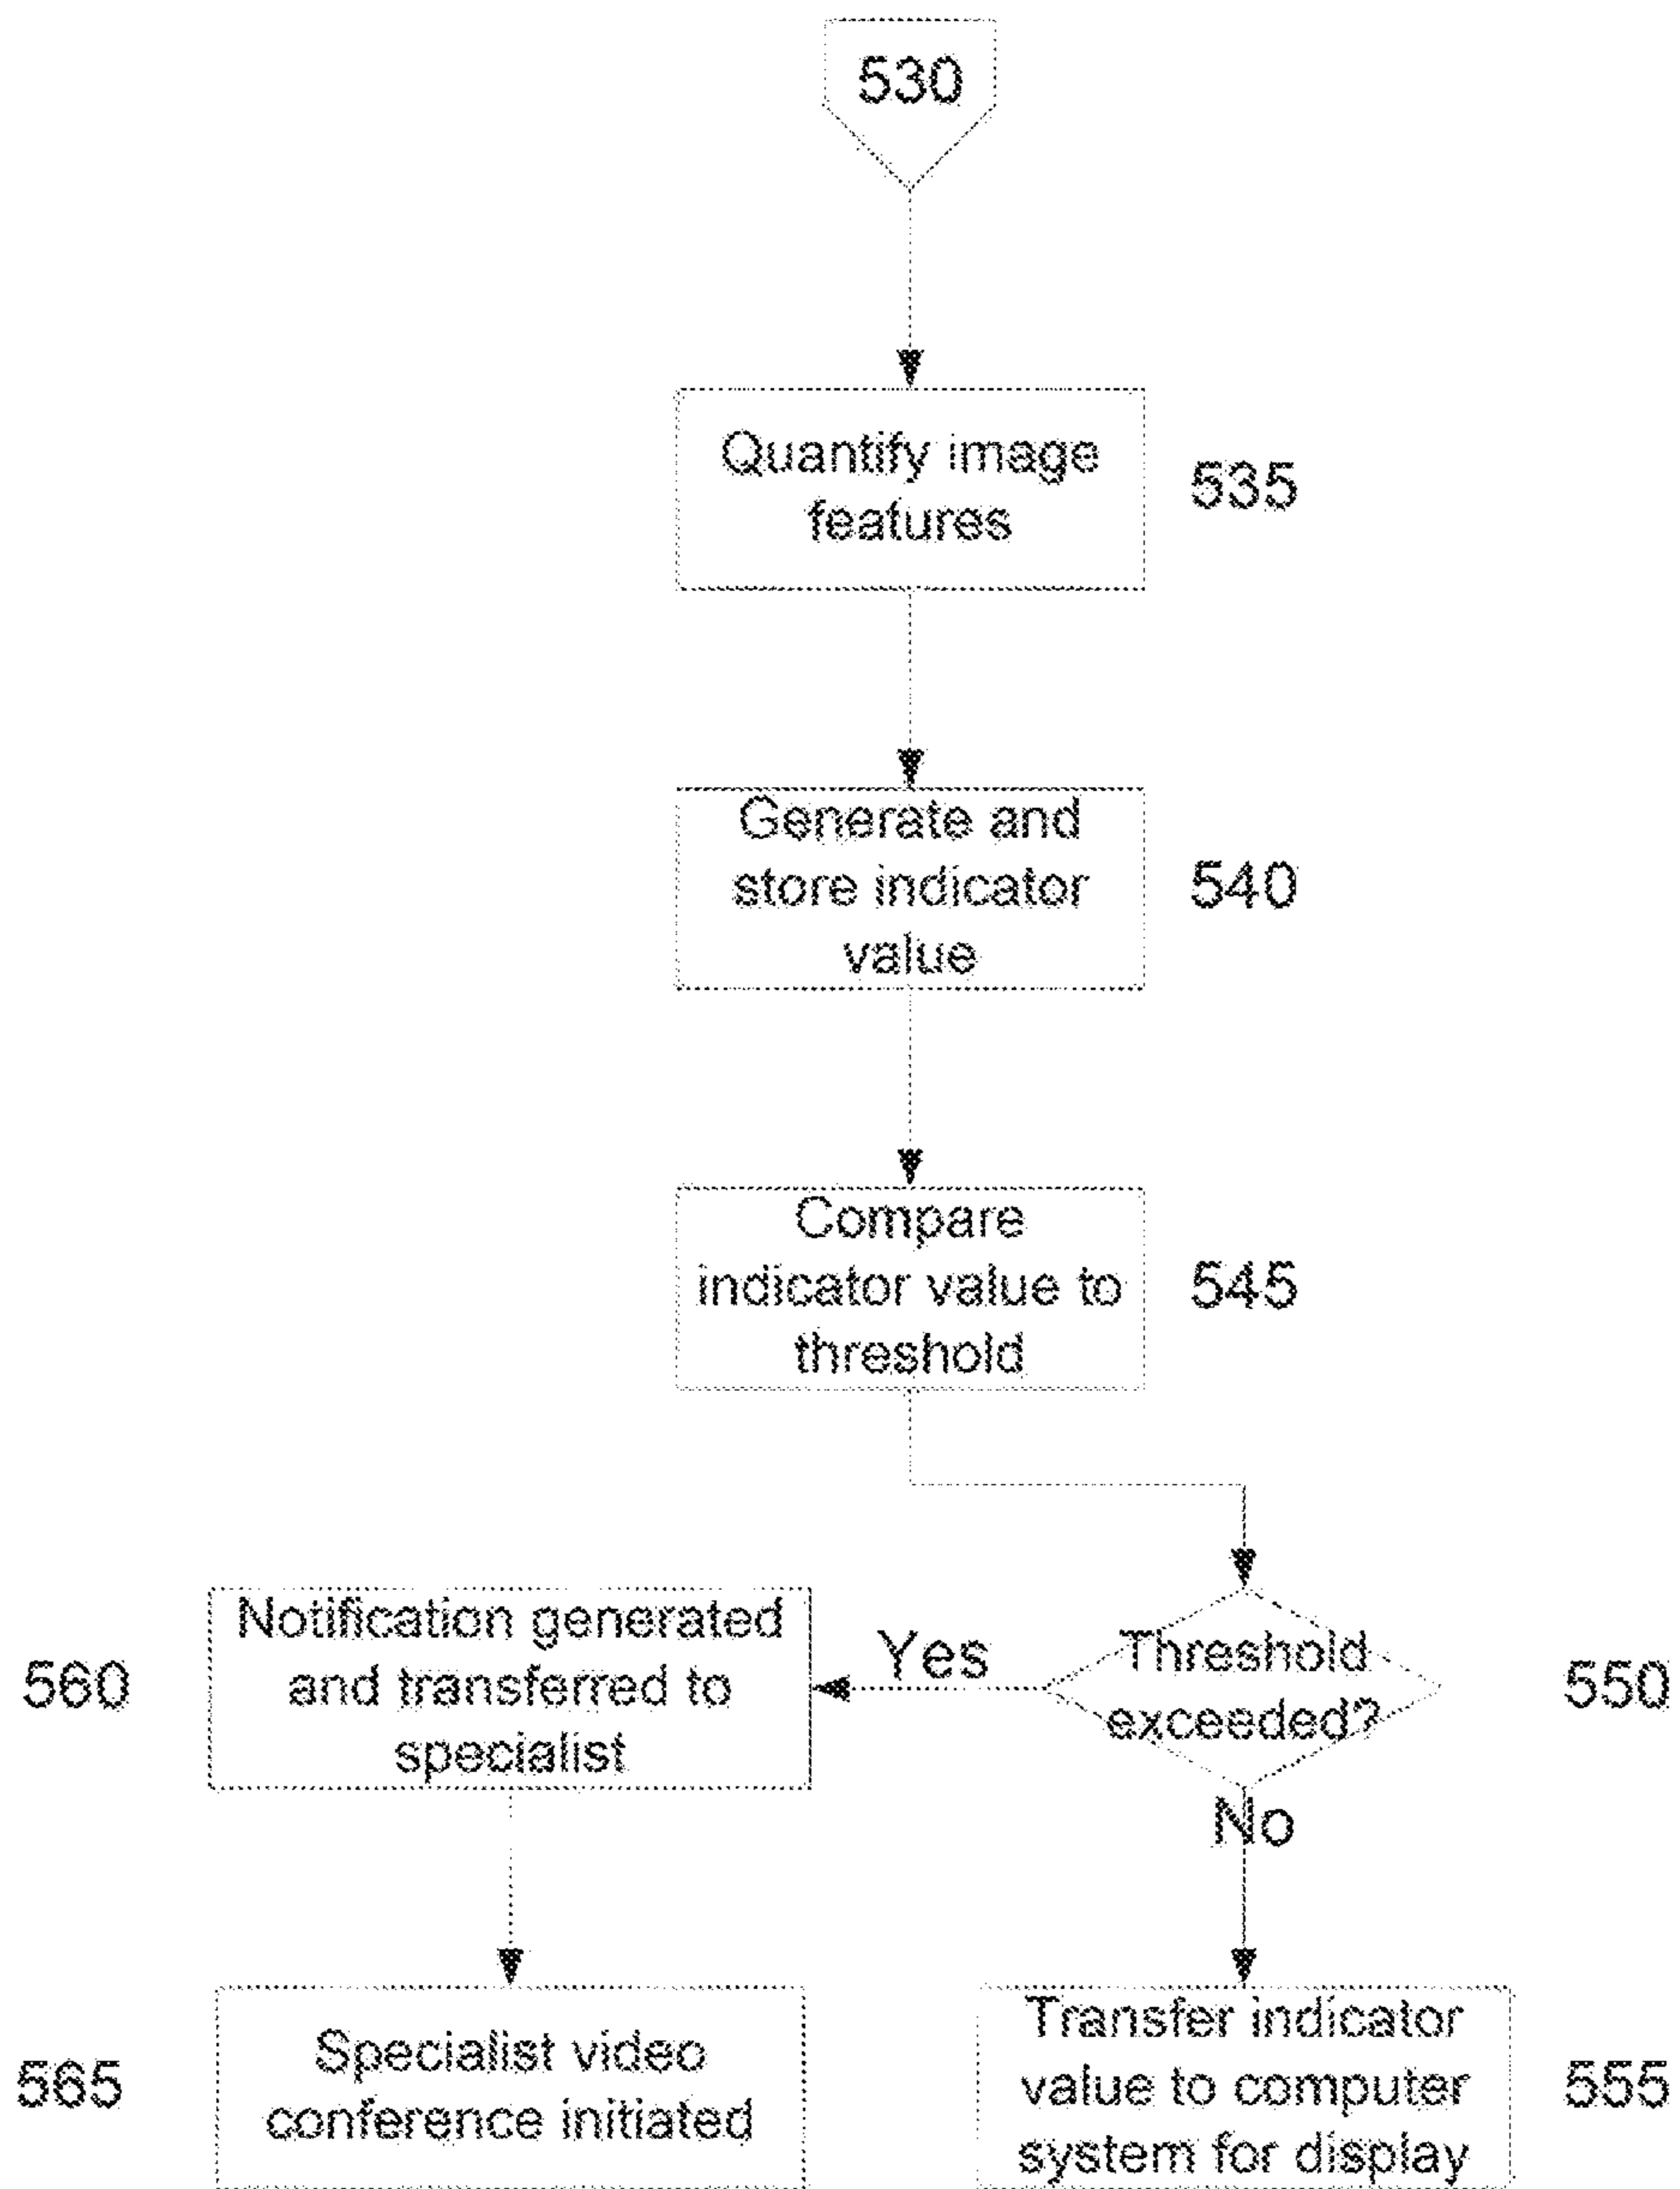 530
Quantify image
features
535
Generate and
store indicator
value
540
Compare
indicator value to
threshold
545
Threshold
exceeded?
550
Yes
No
Notification generated
and transferred to
specialist
560
Specialist video
conference initiated
565
Transfer indicator
value to computer
system for display
555